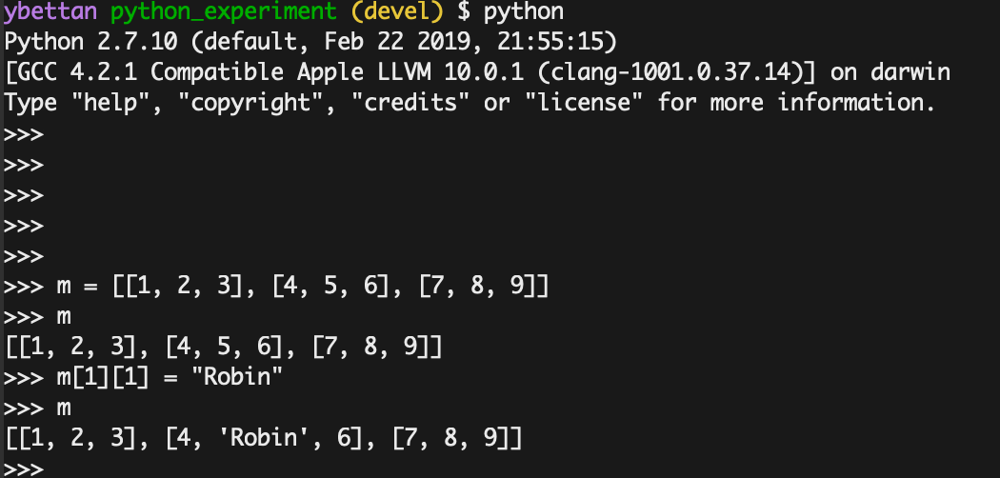 ybettan python_experiment (devel) $ python
Python 2.7.10 (default, Feb 22 2019, 21:55:15)
[GCC 4.2.1 Compatible Apple LLVM 10.0.1 (clang-1001.0.37.14)] on darwin
Type "help", "copyright", "credits" or "license" for more information.
>>>
>>>
>>>
>>>
>>>
>>> m = [[1, 2, 3], [4, 5, 6], [7, 8, 9]]
>>> m
[[1, 2, 3], [4, 5, 6], [7, 8, 9]]
>>> m[1][1] = "Robin"
>>> m
[[1, 2, 3], [4, 'Robin', 6], [7, 8, 9]]
>>>